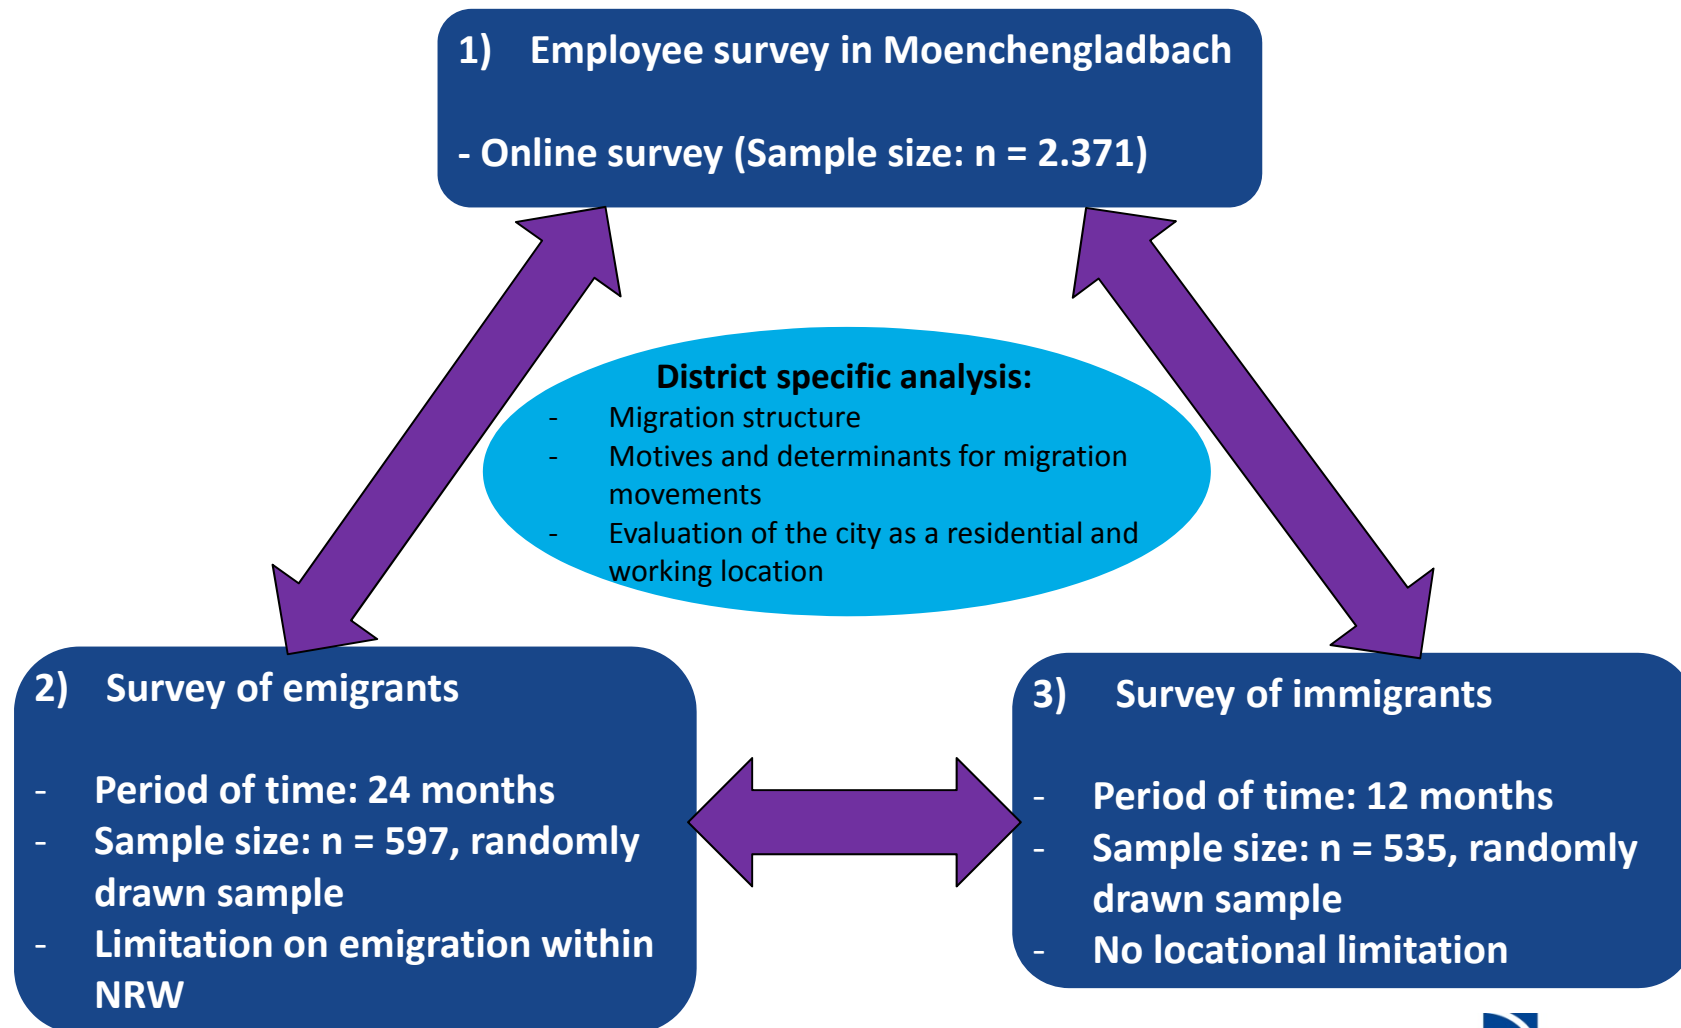 1) Employee survey in Moenchengladbach
- Online survey (Sample size: n = 2.371)
District specific analysis:
- Migration structure
- Motives and determinants for migration
movements
- Evaluation of the city as a residential and
working location
2) Survey of emigrants
- Period of time: 24 months
- Sample size: n = 597, randomly
drawn sample
- Limitation on emigration within
NRW
3) Survey of immigrants
- Period of time: 12 months
- Sample size: n = 535, randomly
drawn sample
- No locational limitation